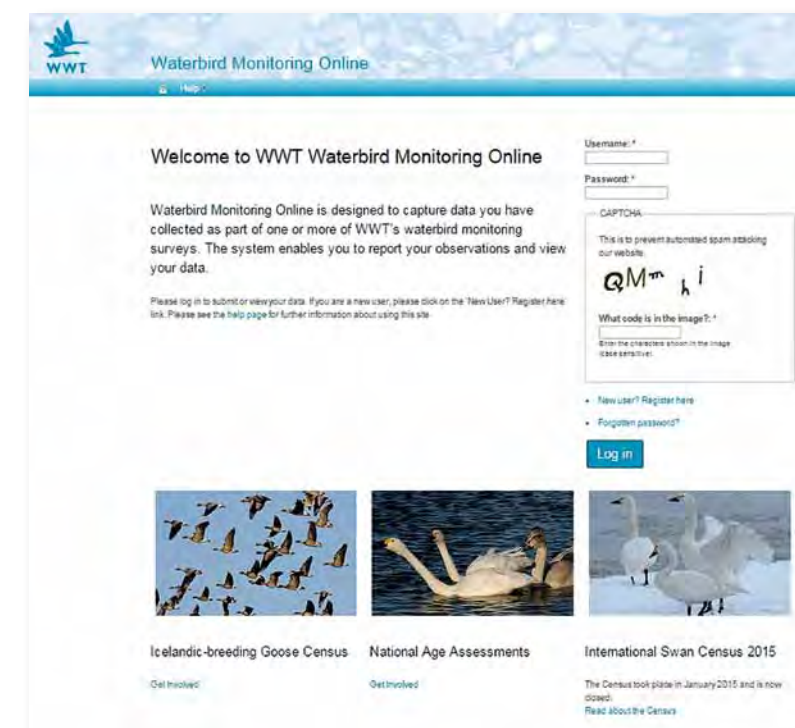 WWT
Waterbird Monitoring Online
Help
Welcome to WWT Waterbird Monitoring Online
Waterbird Monitoring Online is designed to capture data you have
collected as part of one or more of WWT's waterbird monitoring
surveys. The system enables you to report your observations and view
your data.
Please log in to submit or view your data. If you are a new user, please click on the 'New User? Register here
link. Please see the help page for further information about using this site
Username: *
Password: *
CAPTCHA
This is to prevent automated spam attacking
our website.
QMm h i
What code is in the image?: *
Enter the characters shown in the image
(case sensitive).
New user? Register here
Forgotten password?
Log in
Icelandic-breeding Goose Census
Get Involved
National Age Assessments
Get Involved
International Swan Census 2015
The Census took place in January 2015 and is now
closed.
Read about the Census